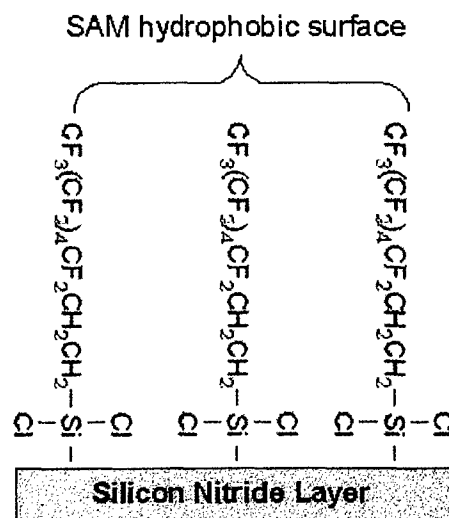 SAM hydrophobic surface
CF₃(CF₂)₄CF₂CH₂CH₂–
CF₃(CF₂)₄CF₂CH₂CH₂–
CF₃(CF₂)₄CF₂CH₂CH₂–
Cl–Si–Cl
Cl–Si–Cl
Cl–Si–Cl
Silicon Nitride Layer